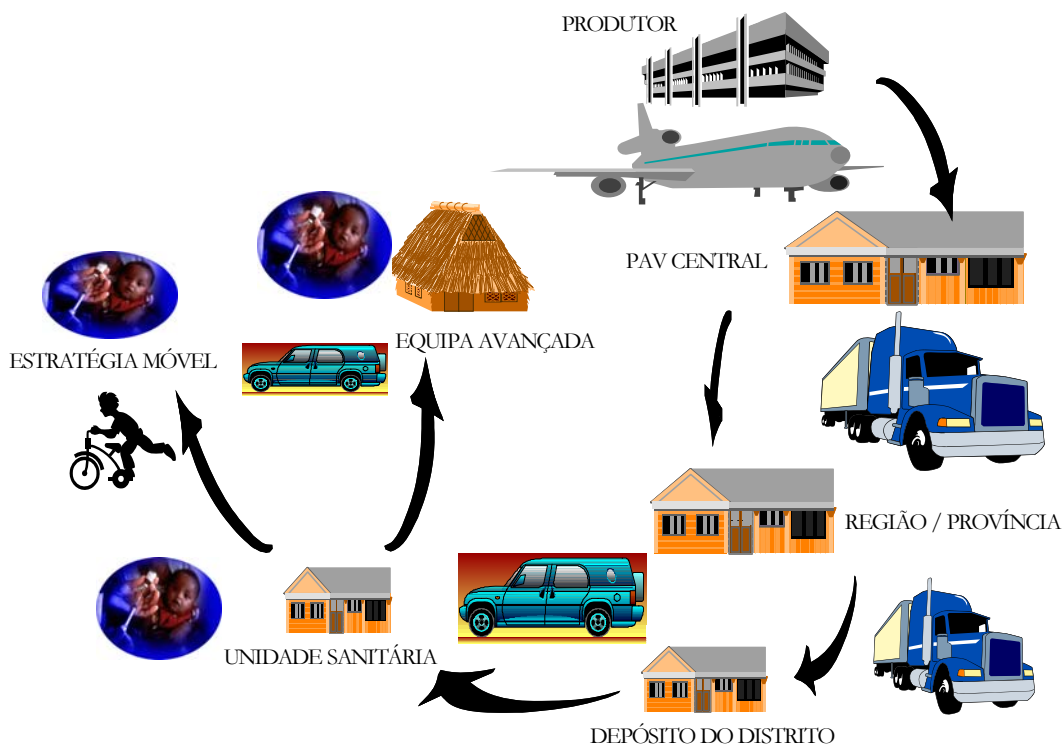 PRODUTOR
PAV CENTRAL
EQUIPA AVANÇADA
ESTRATÉGIA MÓVEL
REGIÃO / PROVÍNCIA
UNIDADE SANITÁRIA
DEPÓSITO DO DISTRITO